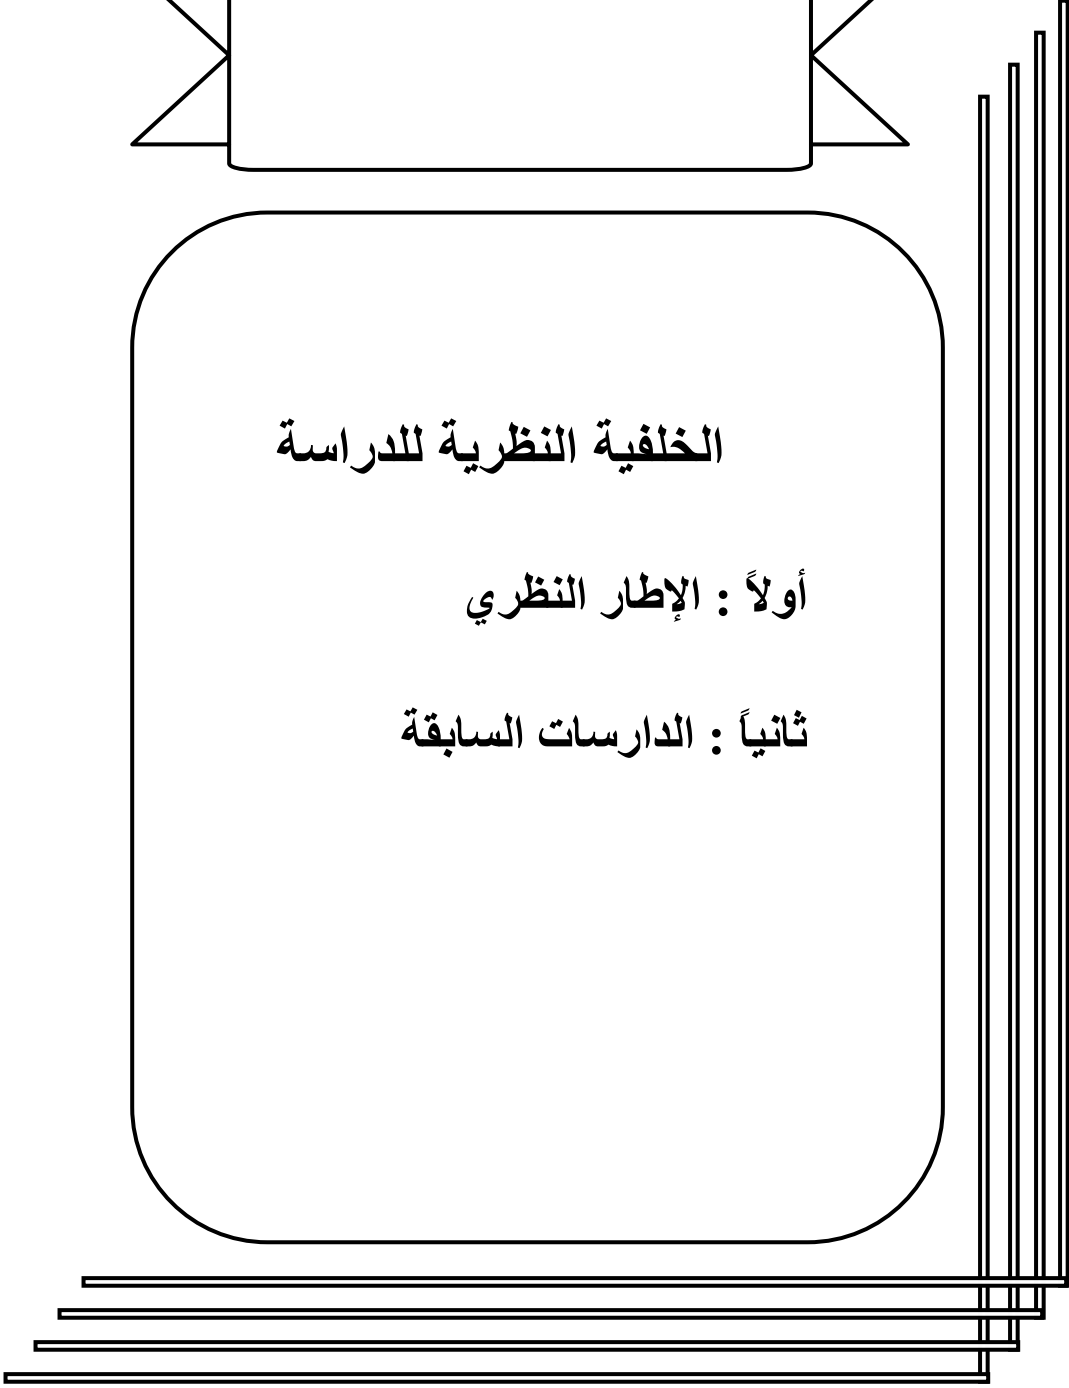 الخلفية النظرية للدراسة
أولاً : الإطار النظري
ثانياً : الدارسات السابقة